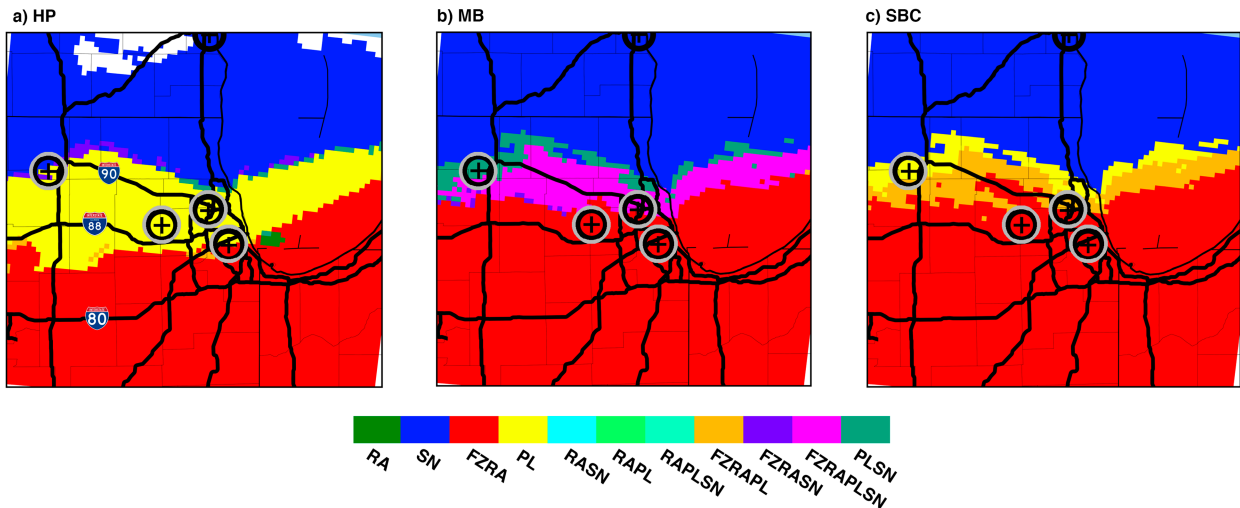 a) HP
b) MB
c) SBC
90
88
80
RA
SN
FZRA
PL
RASN
RAPL
RAPLSN
FZRAPL
FZRASN
FZRAPLSN
PLSN